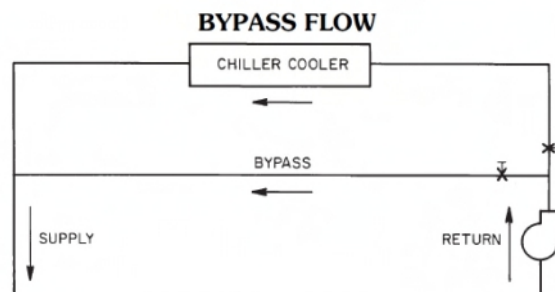 BYPASS FLOW
CHILLER COOLER
BYPASS
SUPPLY
RETURN